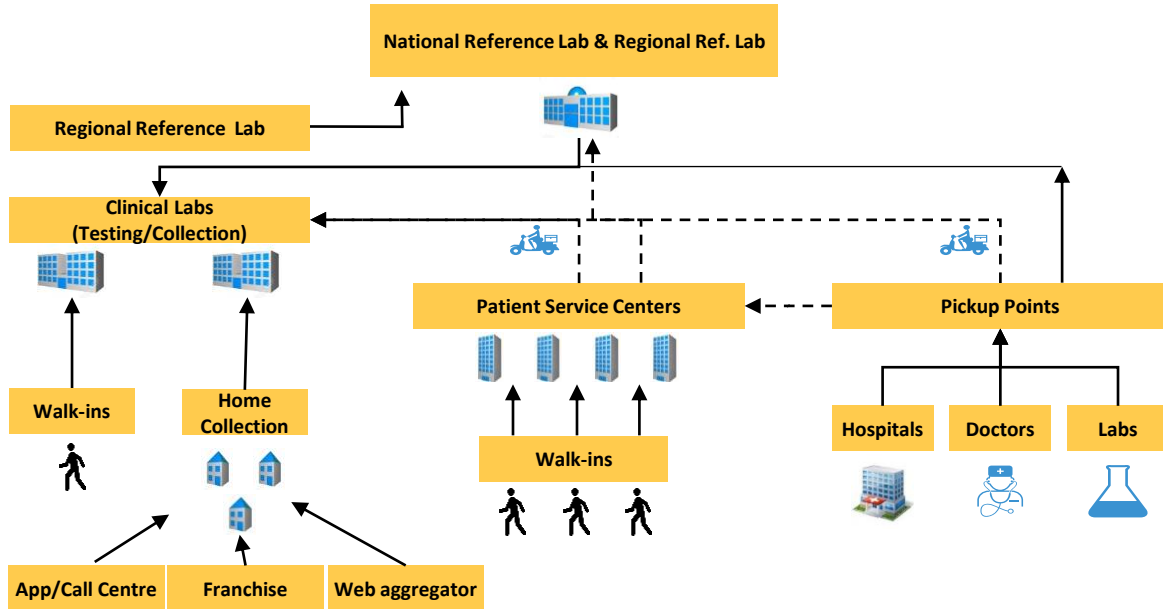 National Reference Lab & Regional Ref. Lab
Regional Reference Lab
Clinical Labs
(Testing/Collection)
Patient Service Centers
Pickup Points
Walk-ins
Home
Collection
Walk-ins
Hospitals
Doctors
Labs
App/Call Centre
Franchise
Web aggregator